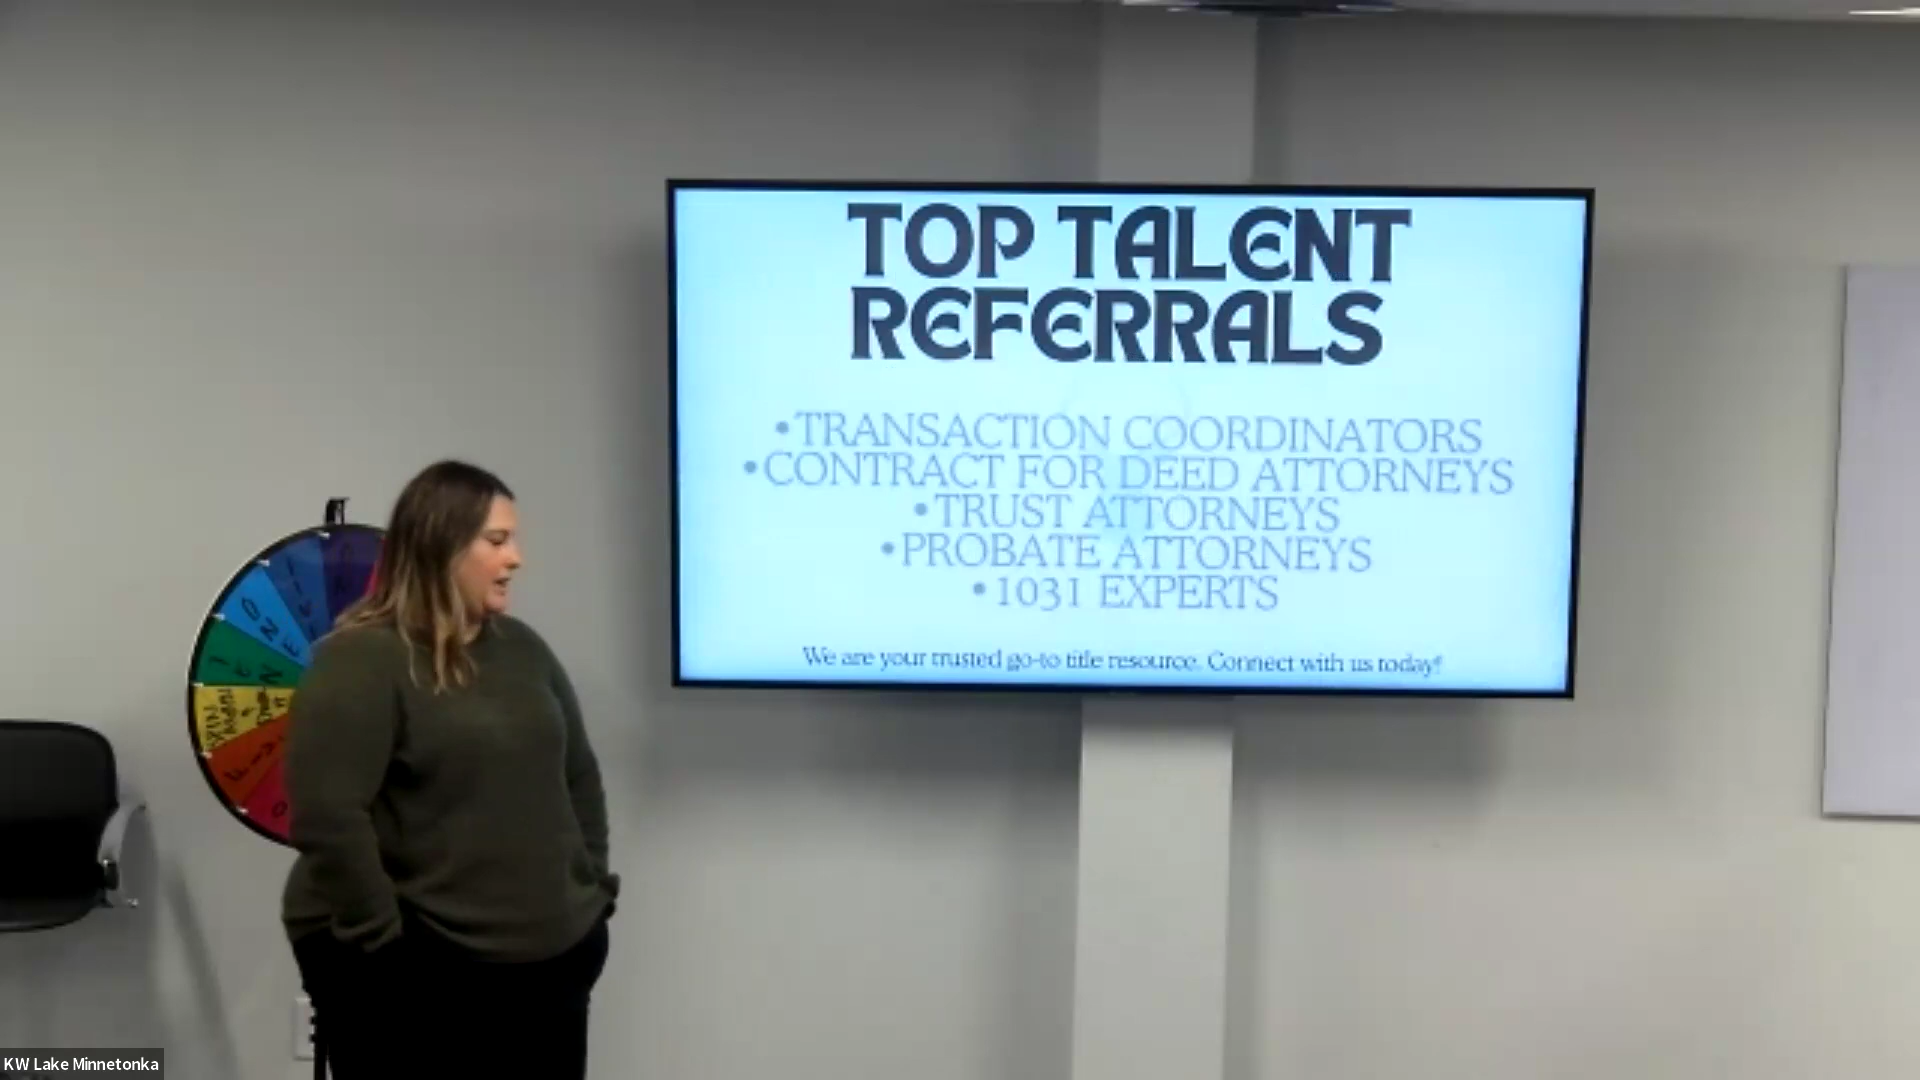 TOP TALENT
REFERRALS
•TRANSACTION COORDINATORS
•CONTRACT FOR DEED ATTORNEYS
•TRUST ATTORNEYS
•PROBATE ATTORNEYS
•1031 EXPERTS
We are your trusted go-to title resource. Connect with us today!
KW Lake Minnetonka